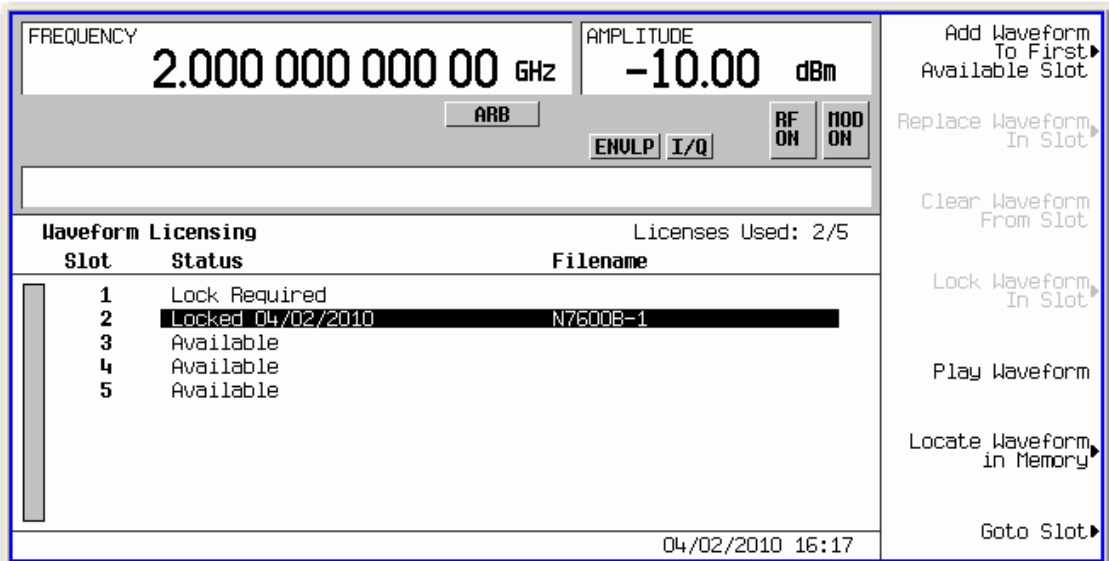 FREQUENCY
2.000 000 000 00 GHz
AMPLITUDE
-10.00 dBm
ARB
ENVLP I/Q
RF ON
MOD ON
Waveform Licensing Licenses Used: 2/5
Slot Status Filename
1 Lock Required
2 Locked 04/02/2010 N7600B-1
3 Available
4 Available
5 Available
04/02/2010 16:17
Add Waveform
To First
Available Slot
Replace Waveform
In Slot
Clear Waveform
From Slot
Lock Waveform
In Slot
Play Waveform
Locate Waveform
in Memory
Goto Slot